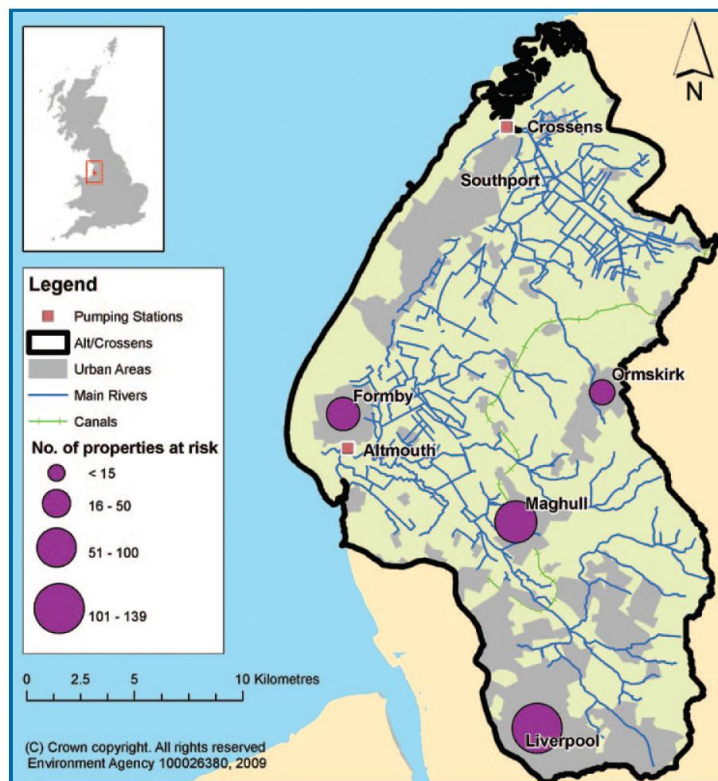 N
Crossens
Southport
Legend
Pumping Stations
Alt/Crossens
Urban Areas
Main Rivers
Canals
No. of properties at risk
< 15
16 - 50
51 - 100
101 - 139
Ormskirk
Formby
Altmouth
Maghull
Liverpool
0 2.5 5 10 Kilometres
(C) Crown copyright. All rights reserved
Environment Agency 100026380, 2009